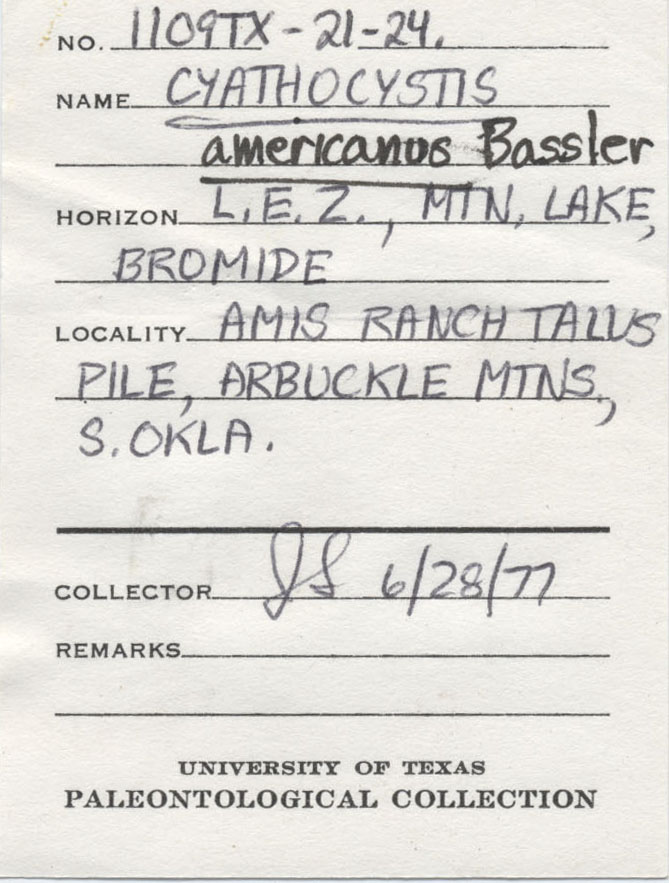 NO. 1109TX-21-24.
NAME CYATHOCYSTIS
americanus Bassler
HORIZON L.E.Z., MTN. LAKE,
BROMIDE
LOCALITY AMIS RANCH TALUS
PILE, ARBUCKLE MTNS.,
S. OKLA.
COLLECTOR JS 6/28/77
REMARKS
UNIVERSITY OF TEXAS
PALEONTOLOGICAL COLLECTION